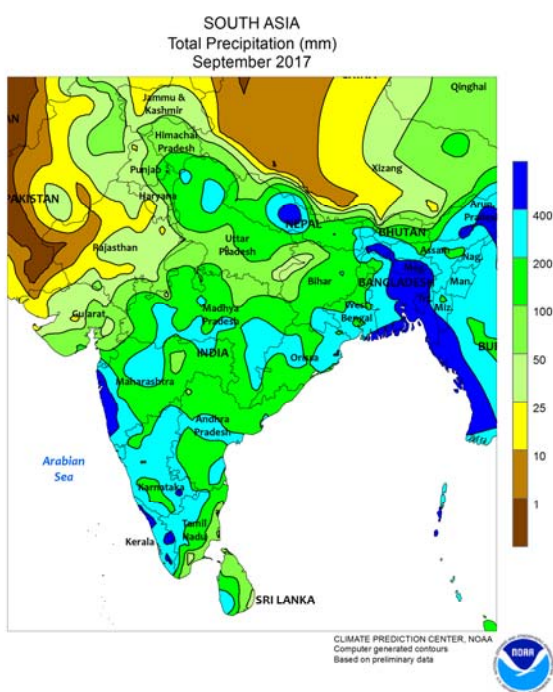 SOUTH ASIA
Total Precipitation (mm)
September 2017
Qinghai
Jammu &
Kashmir
Himachal
Pradesh
Punjab
Xizang
Haryana
PAKISTAN
NEPAL
BHUTAN
Rajasthan
Uttar
Pradesh
Assam
Nag.
Bihar
BANGLADESH
Man.
Gujarat
Madhya
Pradesh
West
Bengal
Miz.
INDIA
Orissa
Maharashtra
Andhra
Pradesh
Arabian
Sea
Karnataka
Tamil
Nadu
Kerala
SRI LANKA
400
200
100
50
25
10
1
CLIMATE PREDICTION CENTER, NOAA
Computer generated contours
Based on preliminary data
NOAA